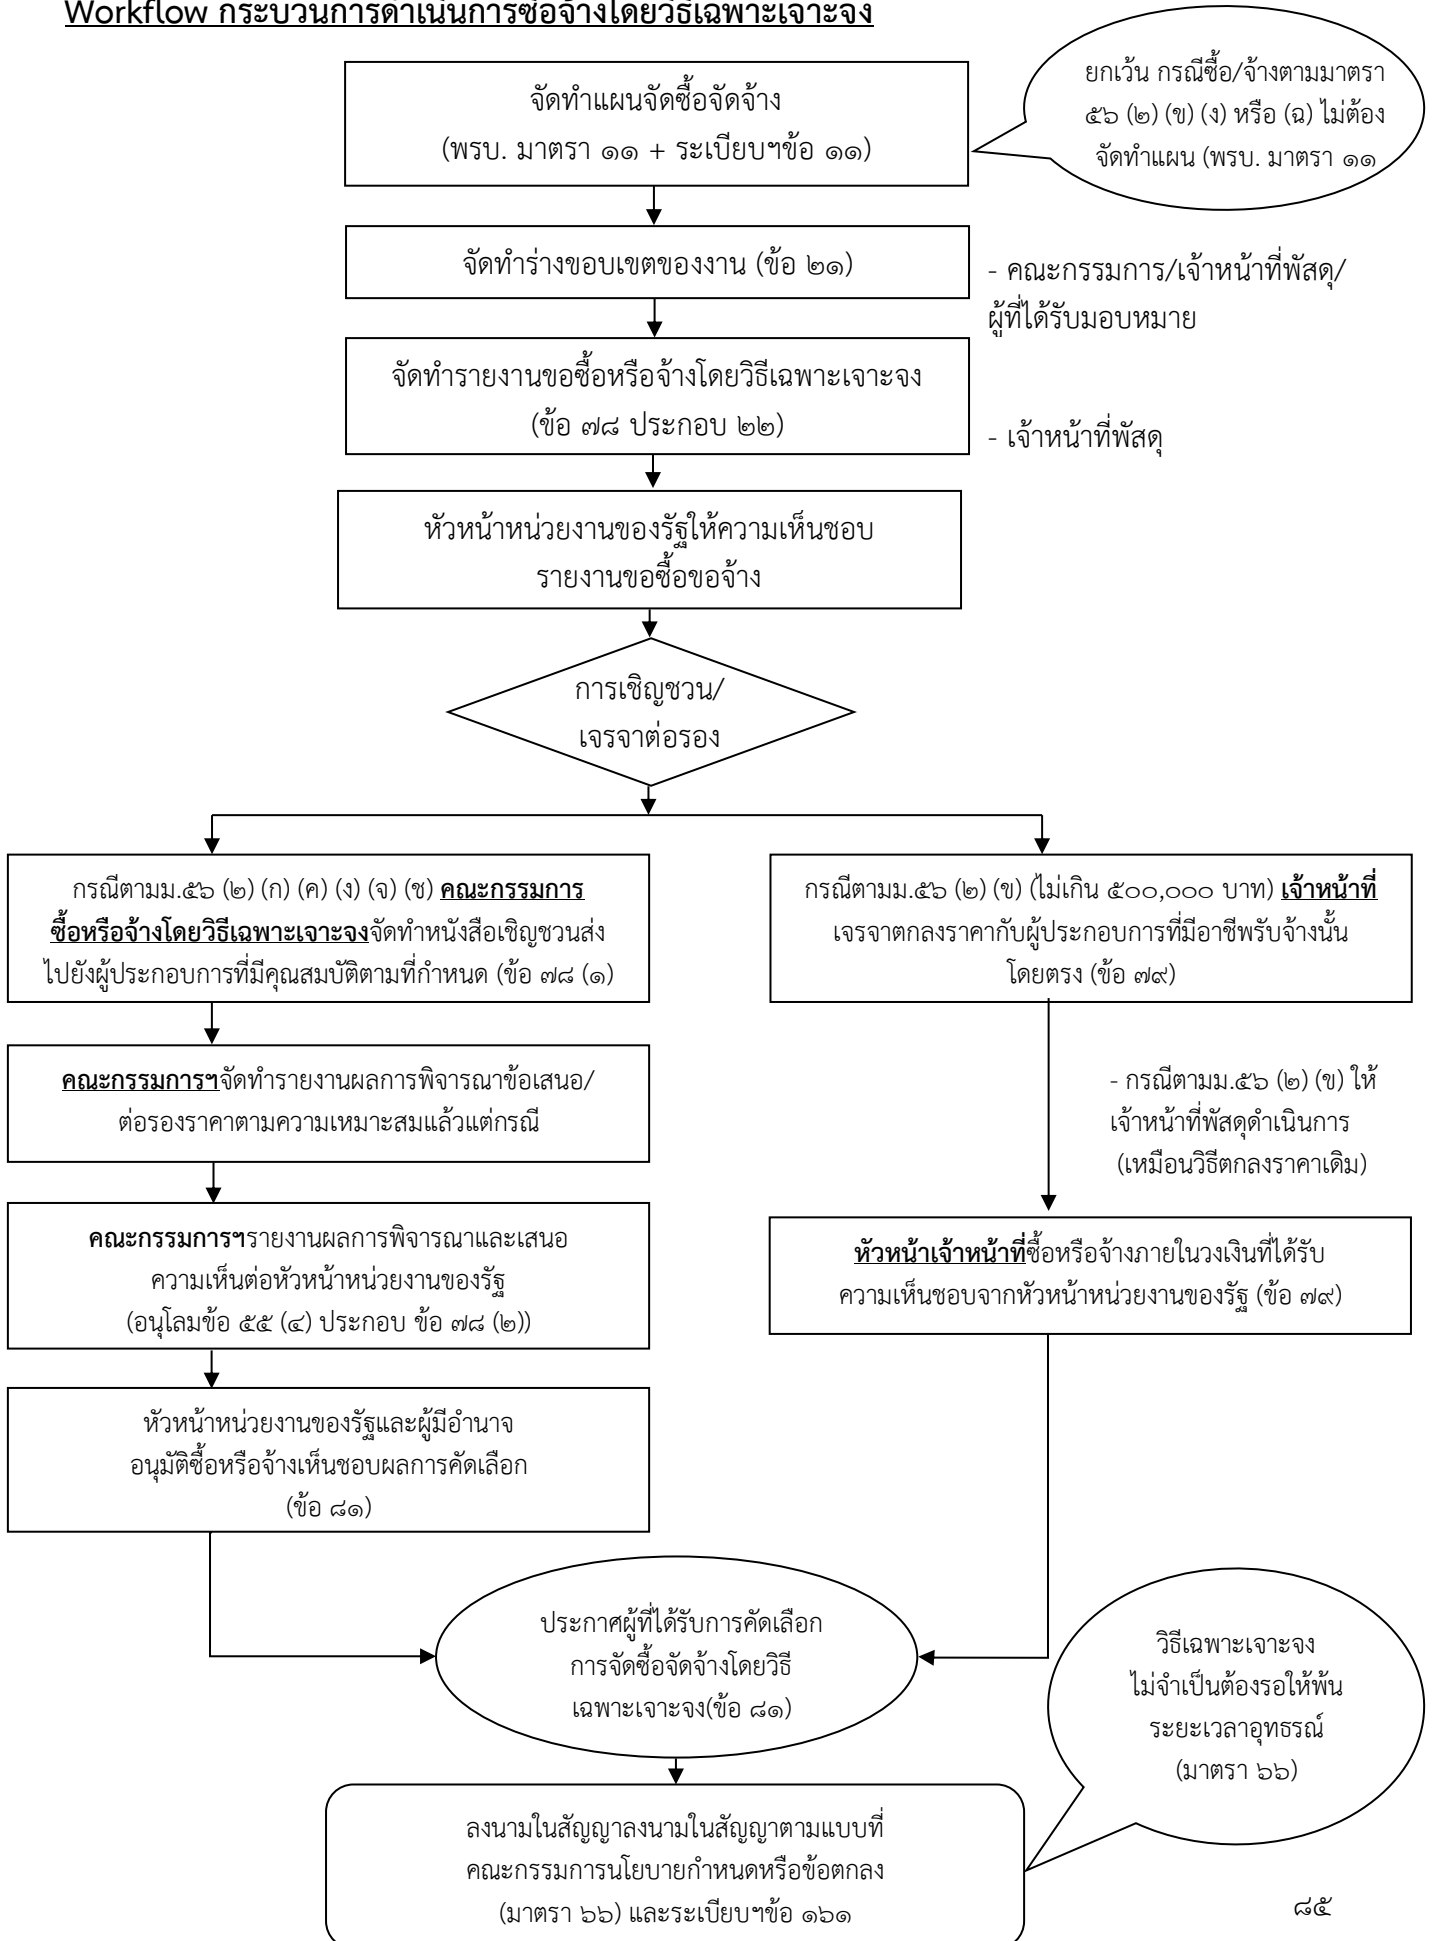 Workflow กระบวนการดำเนินการซื้อจ้างโดยวิธีเฉพาะเจาะจง
จัดทำแผนจัดซื้อจัดจ้าง
(พรบ. มาตรา ๑๑ + ระเบียบฯข้อ ๑๑)
ยกเว้น กรณีซื้อ/จ้างตามมาตรา
๕๖ (๒) (ข) (ง) หรือ (ฉ) ไม่ต้อง
จัดทำแผน (พรบ. มาตรา ๑๑
จัดทำร่างขอบเขตของงาน (ข้อ ๒๑)
- คณะกรรมการ/เจ้าหน้าที่พัสดุ/
ผู้ที่ได้รับมอบหมาย
จัดทำรายงานขอซื้อหรือจ้างโดยวิธีเฉพาะเจาะจง
(ข้อ ๗๘ ประกอบ ๒๒)
- เจ้าหน้าที่พัสดุ
หัวหน้าหน่วยงานของรัฐให้ความเห็นชอบ
รายงานขอซื้อขอจ้าง
การเชิญชวน/
เจรจาต่อรอง
กรณีตามม.๕๖ (๒) (ก) (ค) (ง) (จ) (ช) คณะกรรมการ
ซื้อหรือจ้างโดยวิธีเฉพาะเจาะจงจัดทำหนังสือเชิญชวนส่ง
ไปยังผู้ประกอบการที่มีคุณสมบัติตามที่กำหนด (ข้อ ๗๘ (๑)
กรณีตามม.๕๖ (๒) (ข) (ไม่เกิน ๕๐๐,๐๐๐ บาท) เจ้าหน้าที่
เจรจาตกลงราคากับผู้ประกอบการที่มีอาชีพรับจ้างนั้น
โดยตรง (ข้อ ๗๙)
คณะกรรมการฯจัดทำรายงานผลการพิจารณาข้อเสนอ/
ต่อรองราคาตามความเหมาะสมแล้วแต่กรณี
- กรณีตามม.๕๖ (๒) (ข) ให้
เจ้าหน้าที่พัสดุดำเนินการ
(เหมือนวิธีตกลงราคาเดิม)
คณะกรรมการฯรายงานผลการพิจารณาและเสนอ
ความเห็นต่อหัวหน้าหน่วยงานของรัฐ
(อนุโลมข้อ ๕๕ (๔) ประกอบ ข้อ ๗๘ (๒))
หัวหน้าเจ้าหน้าที่ซื้อหรือจ้างภายในวงเงินที่ได้รับ
ความเห็นชอบจากหัวหน้าหน่วยงานของรัฐ (ข้อ ๗๙)
หัวหน้าหน่วยงานของรัฐและผู้มีอำนาจ
อนุมัติซื้อหรือจ้างเห็นชอบผลการคัดเลือก
(ข้อ ๘๑)
ประกาศผู้ที่ได้รับการคัดเลือก
การจัดซื้อจัดจ้างโดยวิธี
เฉพาะเจาะจง(ข้อ ๘๑)
วิธีเฉพาะเจาะจง
ไม่จำเป็นต้องรอให้พ้น
ระยะเวลาอุทธรณ์
(มาตรา ๖๖)
ลงนามในสัญญาลงนามในสัญญาตามแบบที่
คณะกรรมการนโยบายกำหนดหรือข้อตกลง
(มาตรา ๖๖) และระเบียบฯข้อ ๑๖๑
๘๕